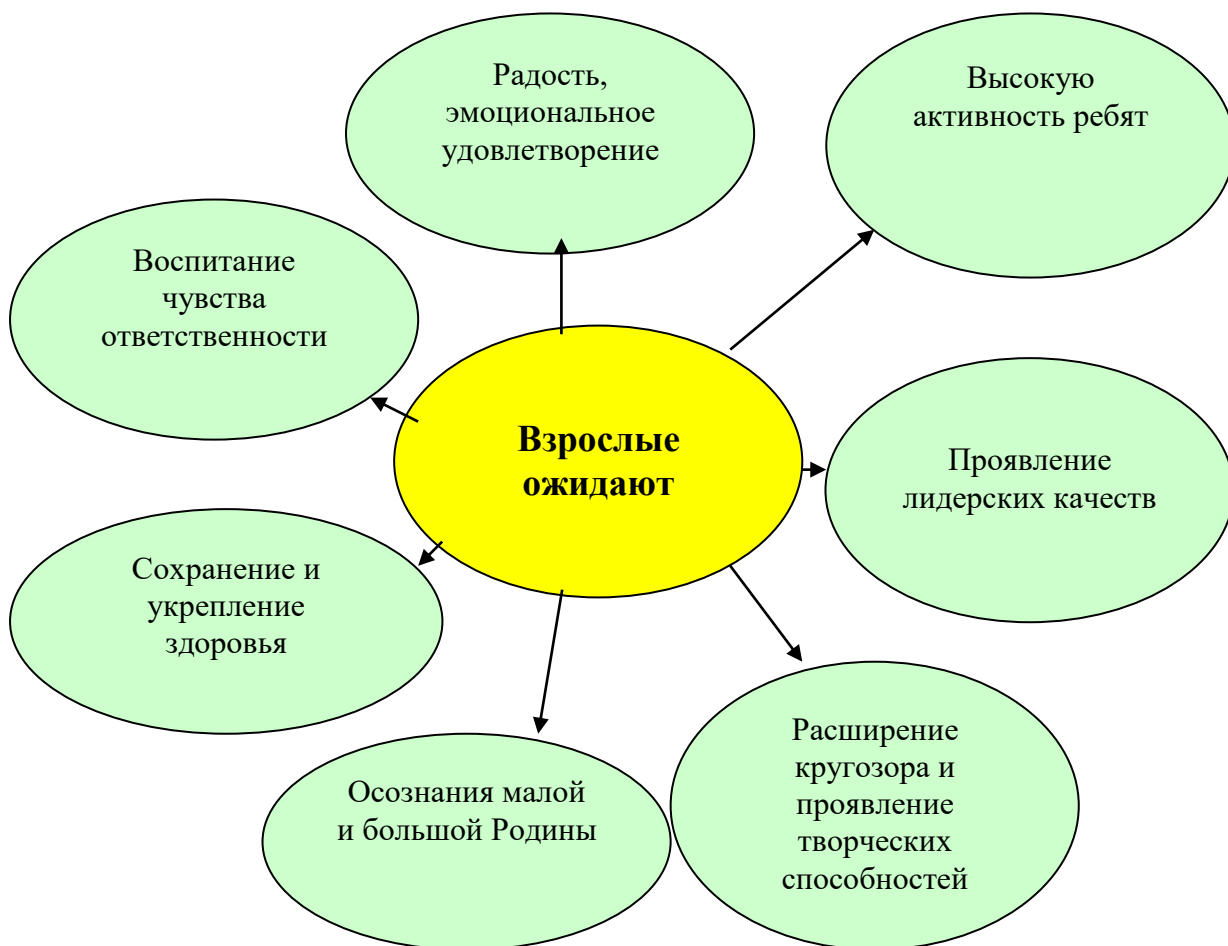 Радость,
эмоциональное
удовлетворение
Высокую
активность ребят
Воспитание
чувства
ответственности
Взрослые
ожидают
Проявление
лидерских качеств
Сохранение и
укрепление
здоровья
Расширение
кругозора и
проявление
творческих
способностей
Осознания малой
и большой Родины